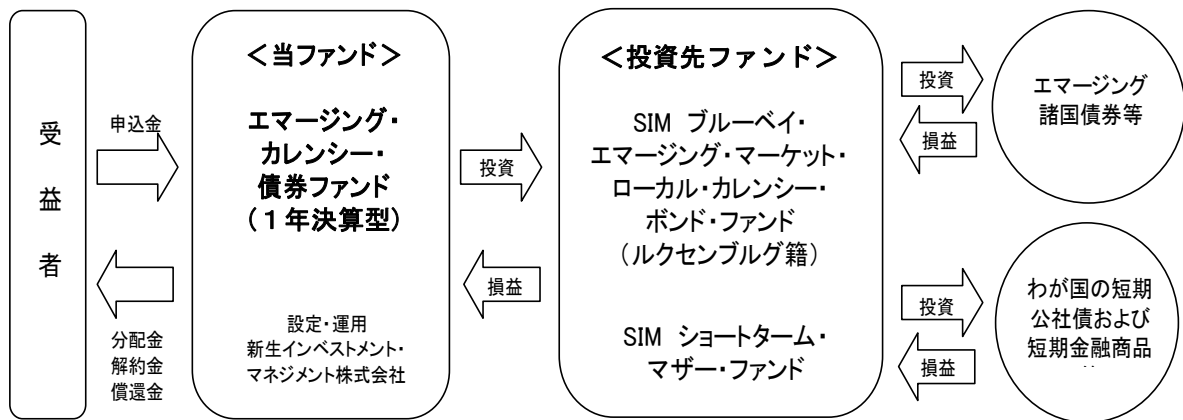 受
益
者
申込金
分配金
解約金
償還金
<当ファンド>
エマージング・
カレンシー・
債券ファンド
(1年決算型)
設定・運用
新生インベストメント・
マネジメント株式会社
投資
損益
<投資先ファンド>
SIM ブルーベイ・
エマージング・マーケット・
ローカル・カレンシー・
ボンド・ファンド
(ルクセンブルグ籍)
SIM ショートターム・
マザー・ファンド
投資
損益
エマージング
諸国債券等
投資
損益
わが国の短期
公社債および
短期金融商品